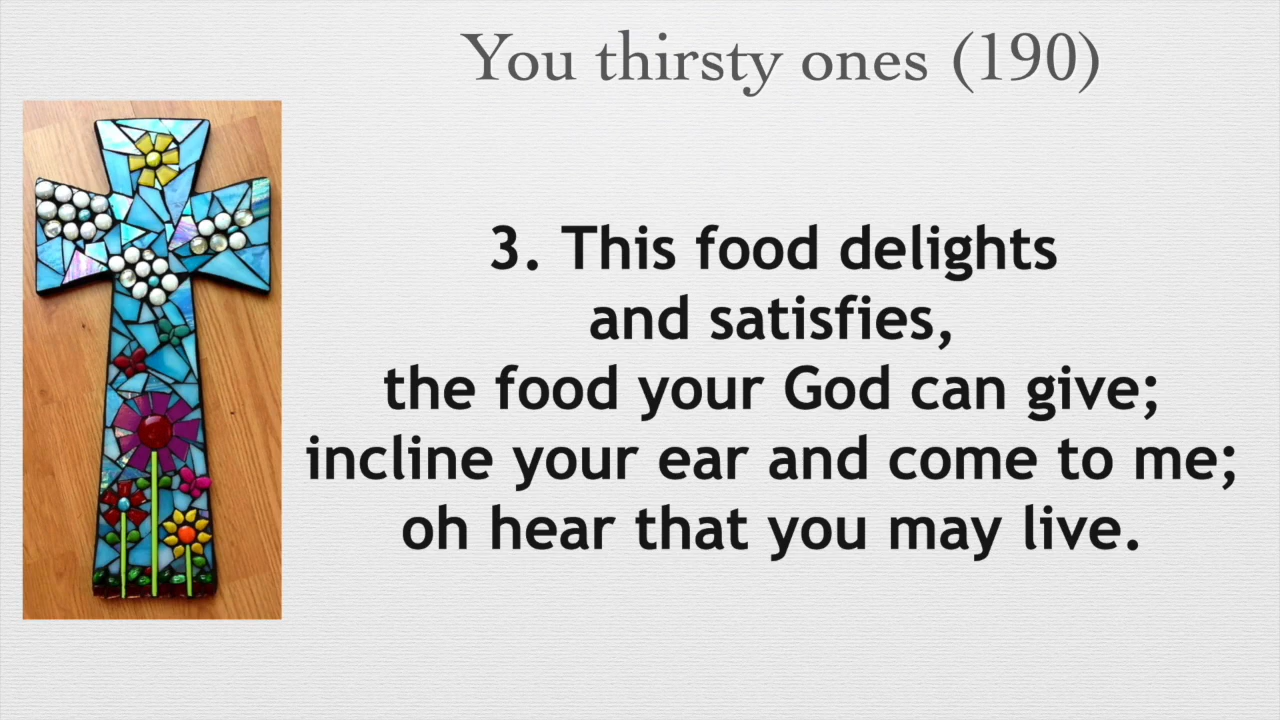 You thirsty ones (190)
3. This food delights
and satisfies,
the food your God can give;
incline your ear and come to me;
oh hear that you may live.